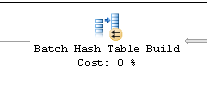 Batch Hash Table Build
Cost: 0 %